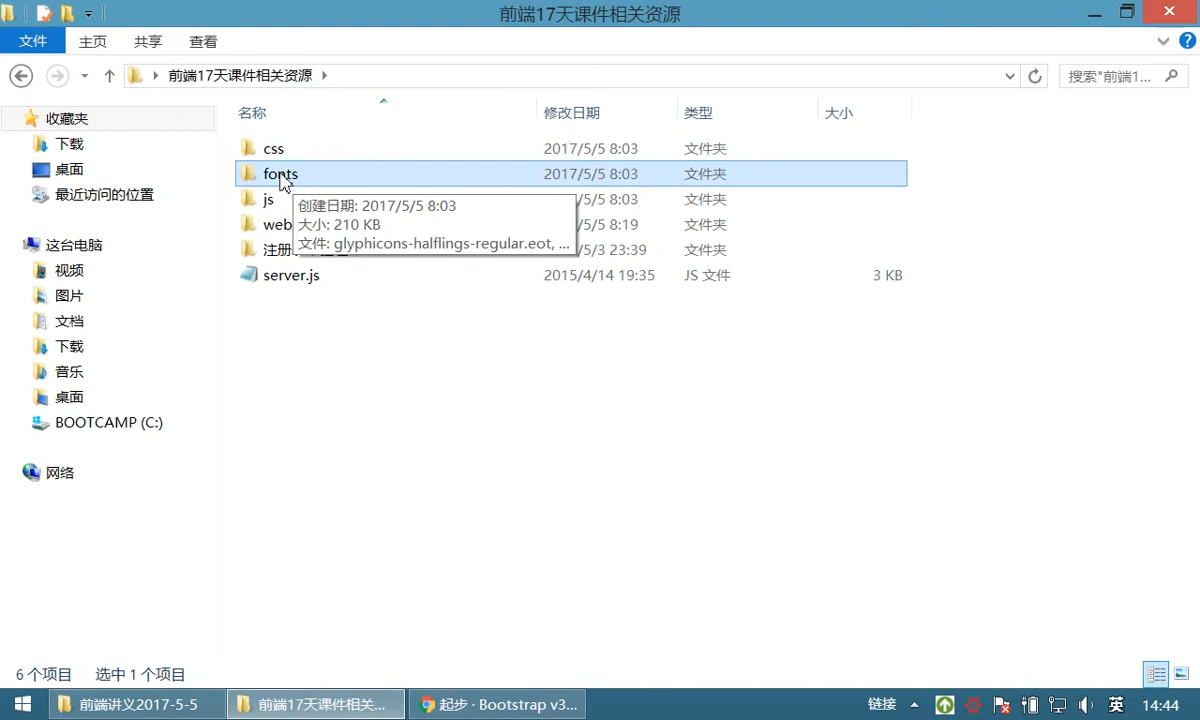 前端17天课件相关资源
文件 主页 共享 查看
前端17天课件相关资源
搜索"前端1...
收藏夹
下载
桌面
最近访问的位置
这台电脑
视频
图片
文档
下载
音乐
桌面
BOOTCAMP (C:)
网络
名称 修改日期 类型 大小
css 2017/5/5 8:03 文件夹
fonts 2017/5/5 8:03 文件夹
js /5/5 8:03 文件夹
web /5/5 8:19 文件夹
注册 /5/3 23:39 文件夹
server.js 2015/4/14 19:35 JS 文件 3 KB
创建日期: 2017/5/5 8:03
大小: 210 KB
文件: glyphicons-halflings-regular.eot, ...
6 个项目 选中 1 个项目
前端讲义2017-5-5 前端17天课件相关... 起步 · Bootstrap v3... 链接 英 14:44